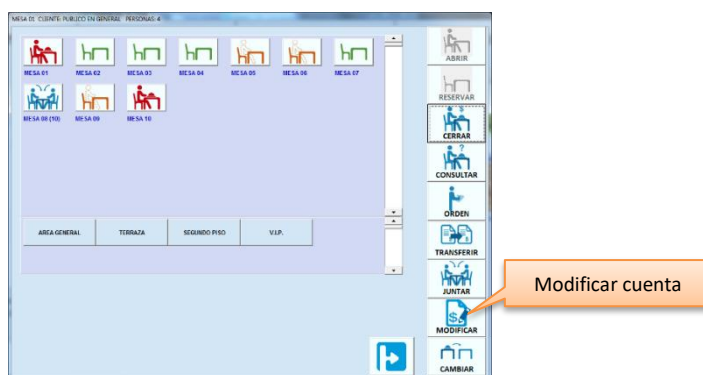 MESA 01 CLIENTE: PUBLICO EN GENERAL PERSONAS: 4
MESA 01 MESA 02 MESA 03 MESA 04 MESA 05 MESA 06 MESA 07
MESA 08 (10) MESA 09 MESA 10
AREA GENERAL TERRAZA SEGUNDO PISO V.I.P.
ABRIR
RESERVAR
CERRAR
CONSULTAR
ORDEN
TRANSFERIR
JUNTAR
MODIFICAR
CAMBIAR
Modificar cuenta